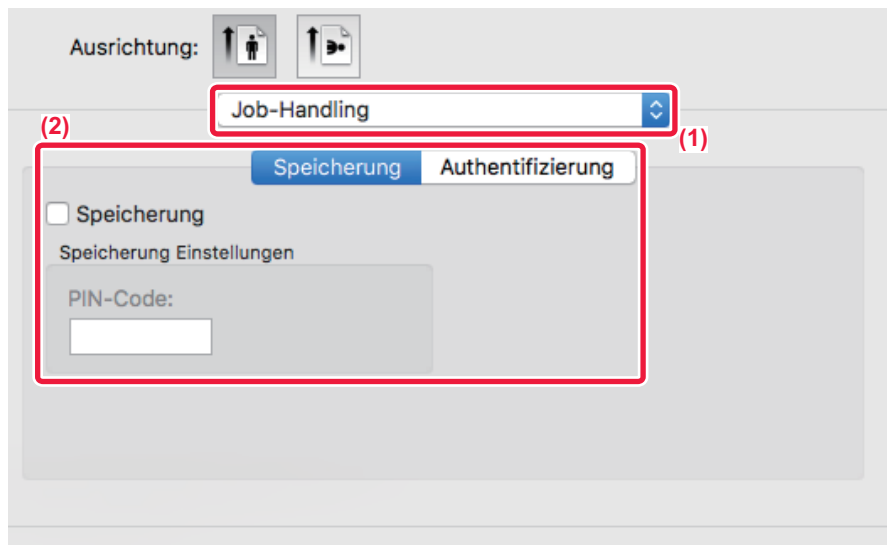 Ausrichtung:
Job-Handling
(1)
(2)
Speicherung Authentifizierung
Speicherung
Speicherung Einstellungen
PIN-Code: